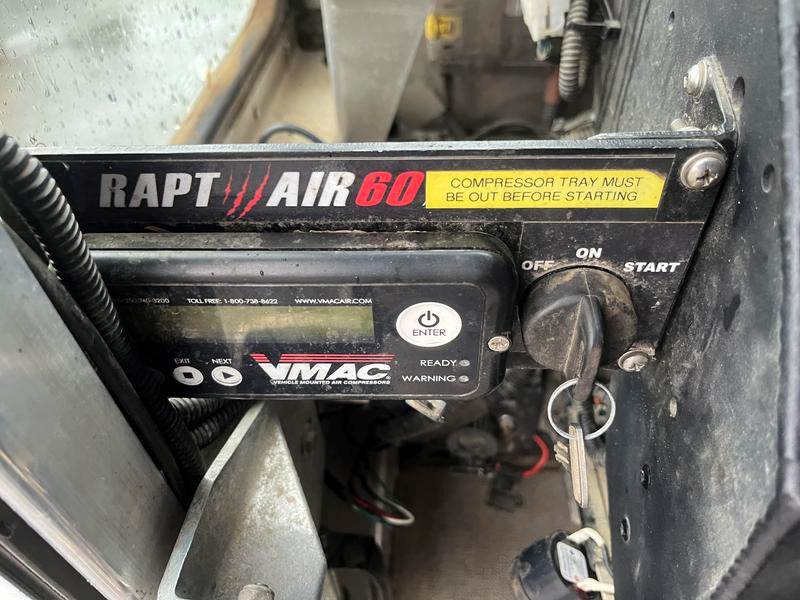 RAPT AIR 60
COMPRESSOR TRAY MUST
BE OUT BEFORE STARTING
OFF ON START
TOLL FREE: 1-800-738-8622 WWW.VMACAIR.COM
ENTER
EXIT NEXT
VMAC
VEHICLE MOUNTED AIR COMPRESSORS
READY
WARNING